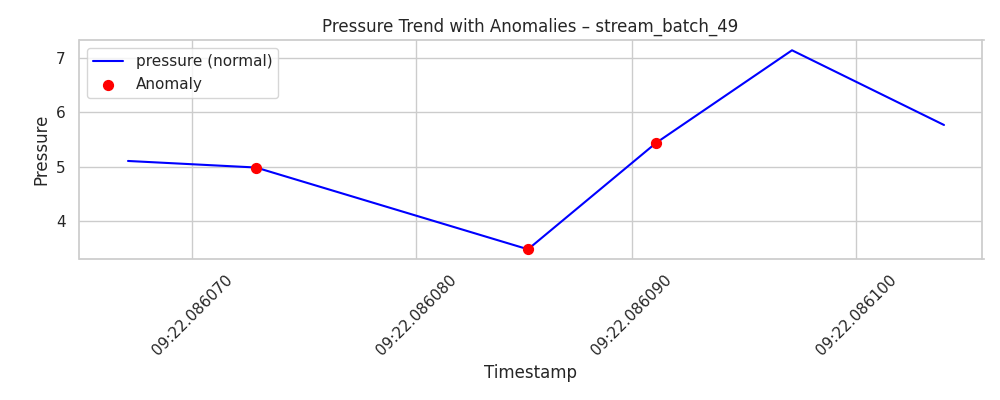 Pressure Trend with Anomalies – stream_batch_49
pressure (normal)
Anomaly
Pressure
7
6
5
4
09:22.086070
09:22.086080
09:22.086090
09:22.086100
Timestamp